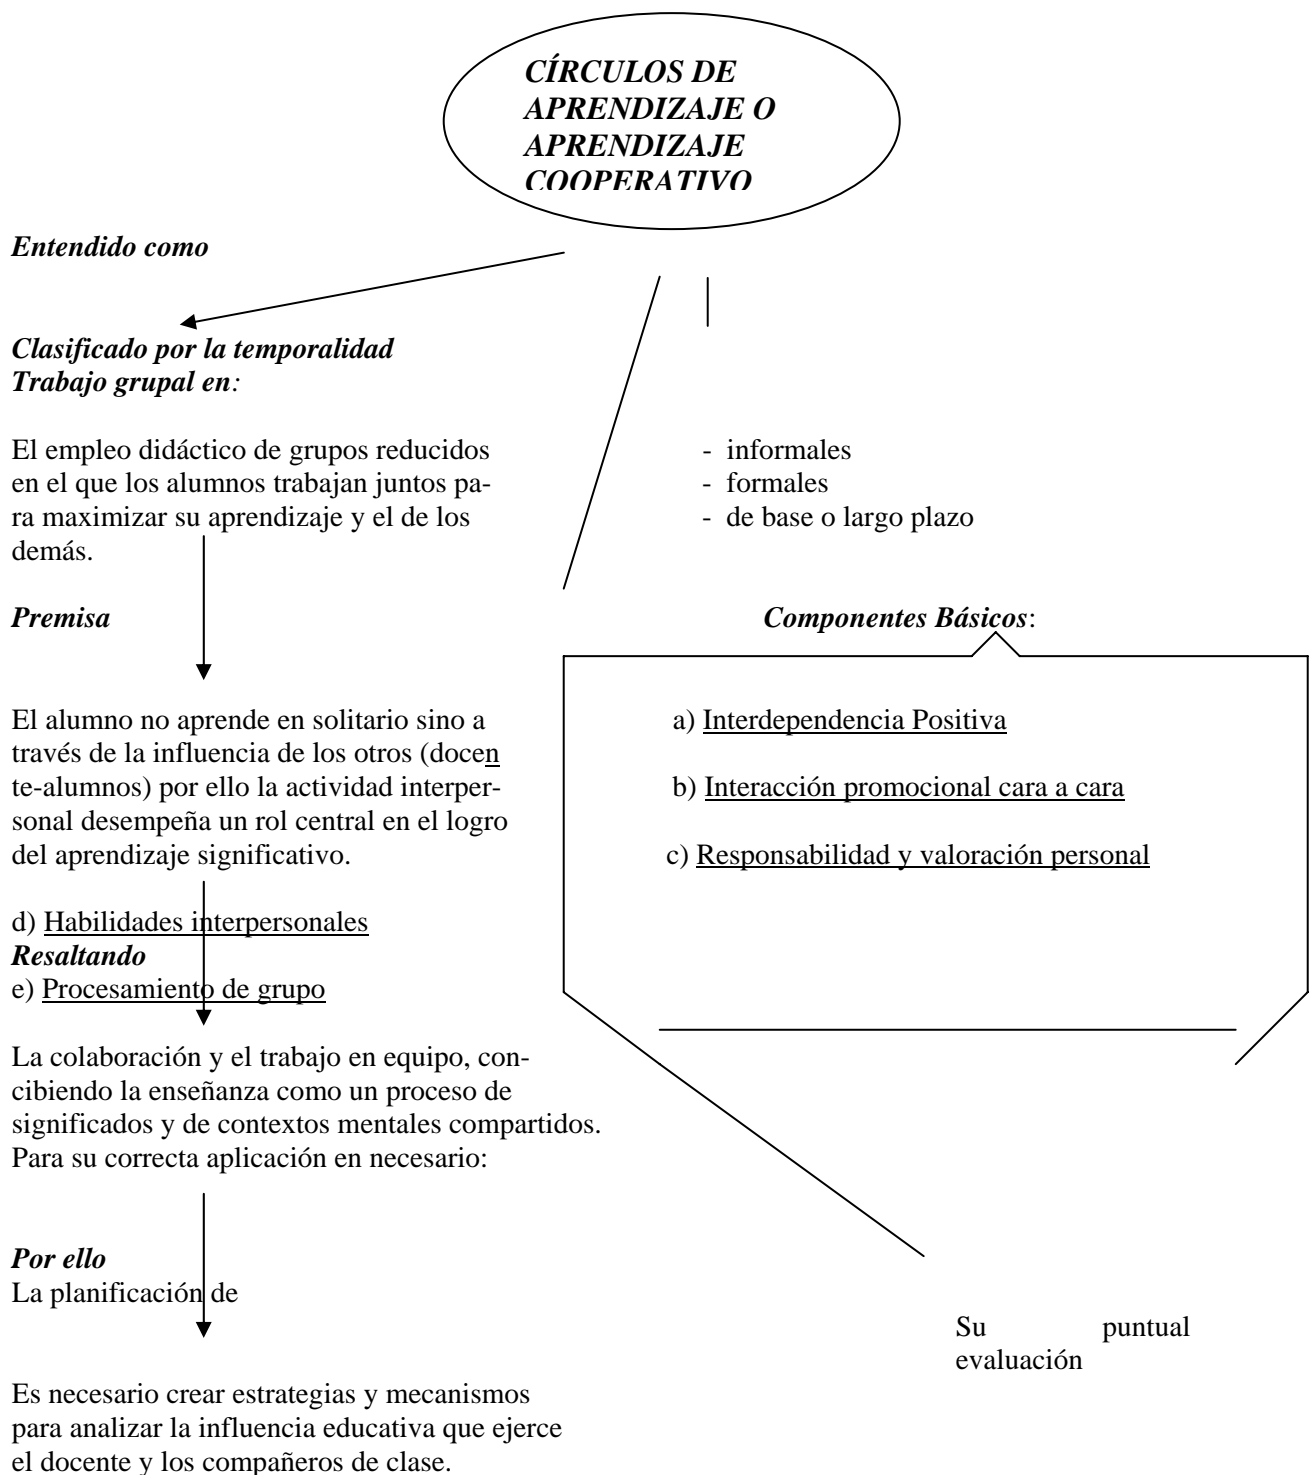 CÍRCULOS DE
APRENDIZAJE O
APRENDIZAJE
COOPERATIVO
Entendido como
Clasificado por la temporalidad
Trabajo grupal en:
El empleo didáctico de grupos reducidos
en el que los alumnos trabajan juntos pa-
ra maximizar su aprendizaje y el de los
demás.
- informales
- formales
- de base o largo plazo
Premisa
Componentes Básicos:
El alumno no aprende en solitario sino a
través de la influencia de los otros (docen
te-alumnos) por ello la actividad interper-
sonal desempeña un rol central en el logro
del aprendizaje significativo.
a) Interdependencia Positiva
b) Interacción promocional cara a cara
c) Responsabilidad y valoración personal
d) Habilidades interpersonales
Resaltando
e) Procesamiento de grupo
La colaboración y el trabajo en equipo, con-
cibiendo la enseñanza como un proceso de
significados y de contextos mentales compartidos.
Para su correcta aplicación en necesario:
Por ello
La planificación de
Su puntual
evaluación
Es necesario crear estrategias y mecanismos
para analizar la influencia educativa que ejerce
el docente y los compañeros de clase.